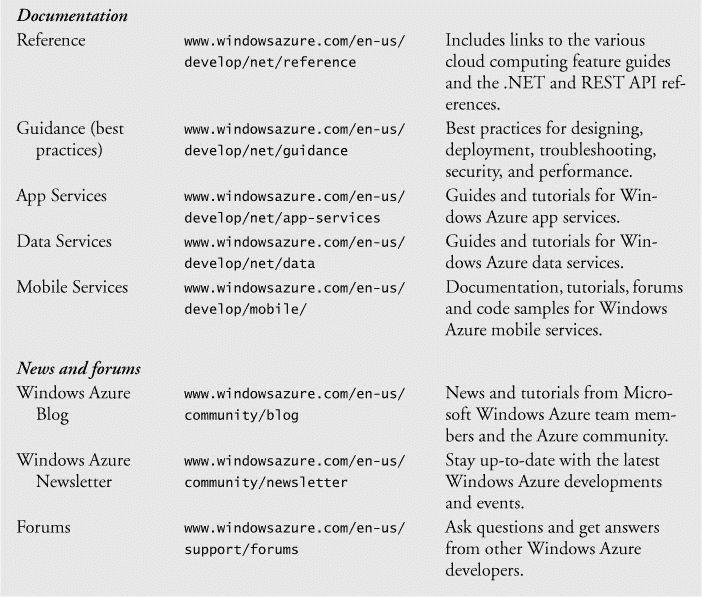 Documentation
Reference
www.windowsazure.com/en-us/
develop/net/reference
Includes links to the various
cloud computing feature guides
and the .NET and REST API ref-
erences.
Guidance (best
practices)
www.windowsazure.com/en-us/
develop/net/guidance
Best practices for designing,
deployment, troubleshooting,
security, and performance.
App Services
www.windowsazure.com/en-us/
develop/net/app-services
Guides and tutorials for Win-
dows Azure app services.
Data Services
www.windowsazure.com/en-us/
develop/net/data
Guides and tutorials for Win-
dows Azure data services.
Mobile Services
www.windowsazure.com/en-us/
develop/mobile/
Documentation, tutorials, forums
and code samples for Windows
Azure mobile services.
News and forums
Windows Azure
Blog
www.windowsazure.com/en-us/
community/blog
News and tutorials from Micro-
soft Windows Azure team mem-
bers and the Azure community.
Windows Azure
Newsletter
www.windowsazure.com/en-us/
community/newsletter
Stay up-to-date with the latest
Windows Azure developments
and events.
Forums
www.windowsazure.com/en-us/
support/forums
Ask questions and get answers
from other Windows Azure
developers.